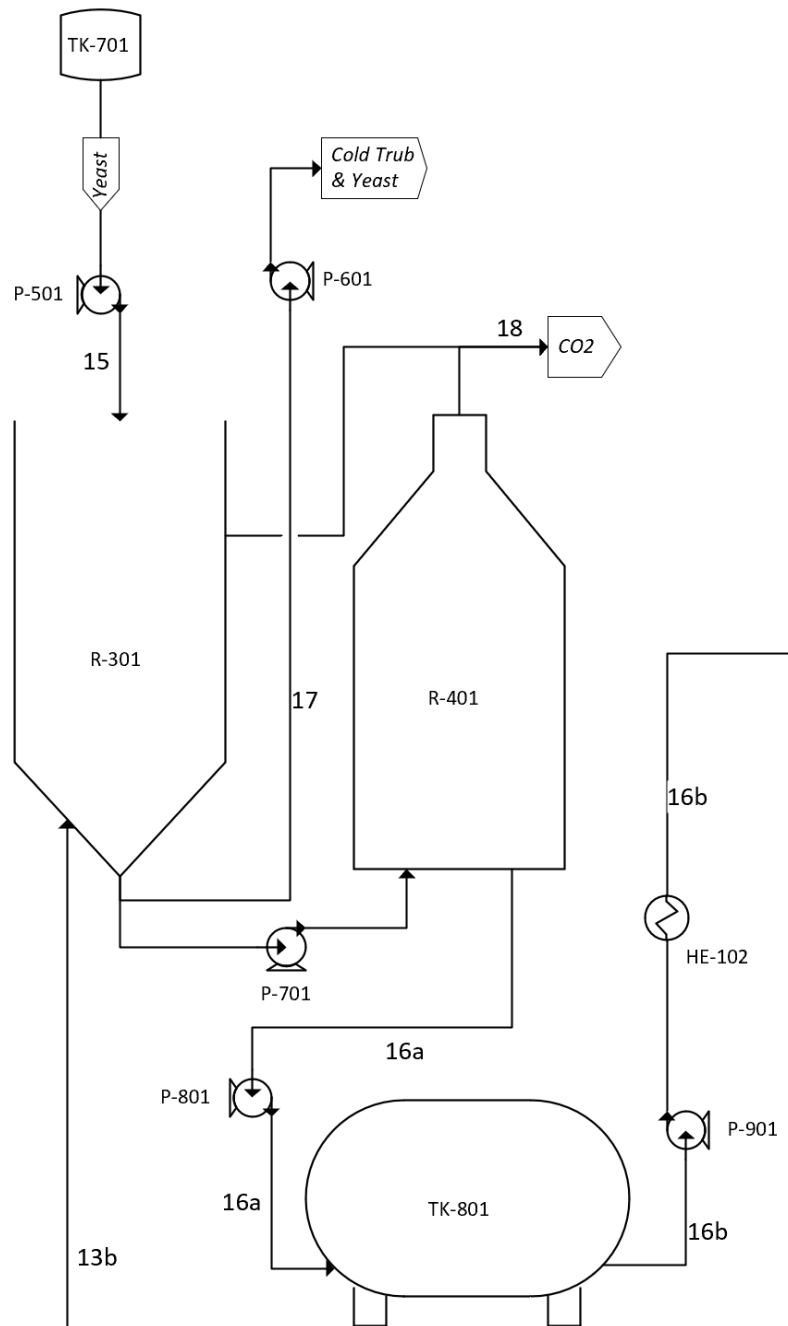 TK-701
Yeast
Cold Trub
& Yeast
P-501
P-601
15
18
CO2
R-301
R-401
17
16b
HE-102
P-701
16a
P-801
P-901
16a
TK-801
16b
13b